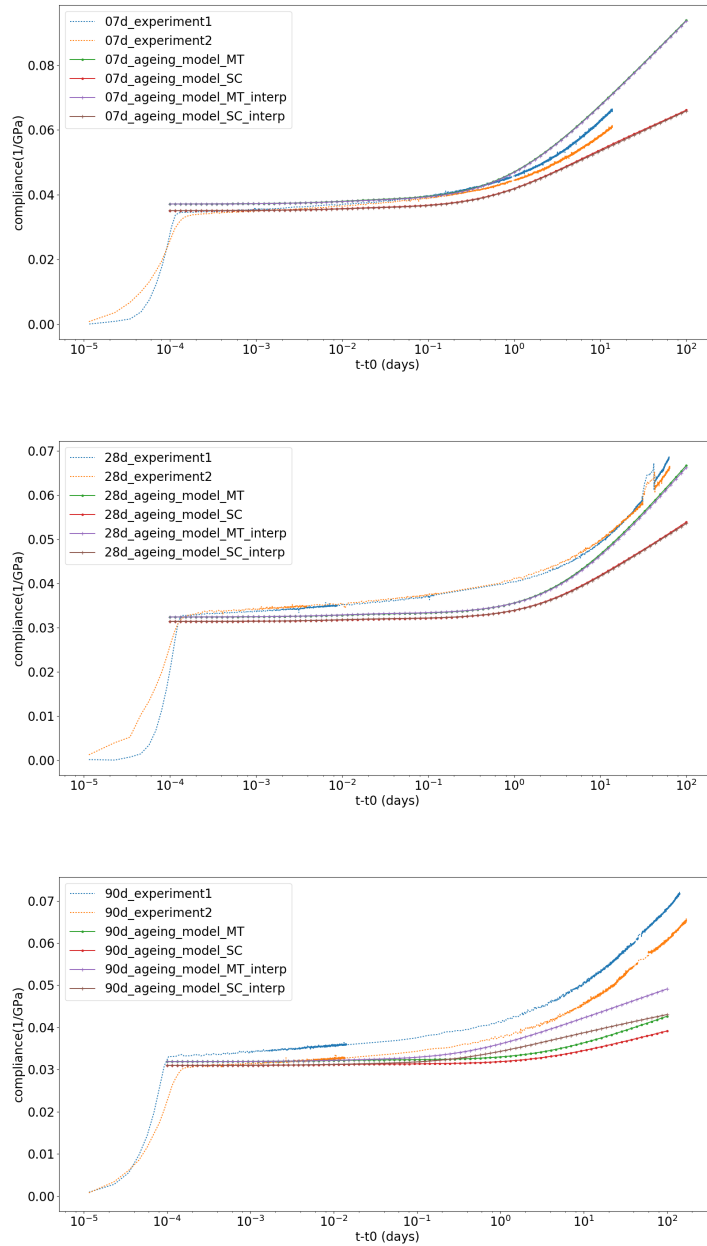 07d_experiment1
07d_experiment2
07d_ageing_model_MT
07d_ageing_model_SC
07d_ageing_model_MT_interp
07d_ageing_model_SC_interp
compliance(1/GPa)
0.08
0.06
0.04
0.02
0.00
10⁻⁵ 10⁻⁴ 10⁻³ 10⁻² 10⁻¹ 10⁰ 10¹ 10²
t-t0 (days)
28d_experiment1
28d_experiment2
28d_ageing_model_MT
28d_ageing_model_SC
28d_ageing_model_MT_interp
28d_ageing_model_SC_interp
compliance(1/GPa)
0.07
0.06
0.05
0.04
0.03
0.02
0.01
0.00
10⁻⁵ 10⁻⁴ 10⁻³ 10⁻² 10⁻¹ 10⁰ 10¹ 10²
t-t0 (days)
90d_experiment1
90d_experiment2
90d_ageing_model_MT
90d_ageing_model_SC
90d_ageing_model_MT_interp
90d_ageing_model_SC_interp
compliance(1/GPa)
0.07
0.06
0.05
0.04
0.03
0.02
0.01
0.00
10⁻⁵ 10⁻⁴ 10⁻³ 10⁻² 10⁻¹ 10⁰ 10¹ 10²
t-t0 (days)